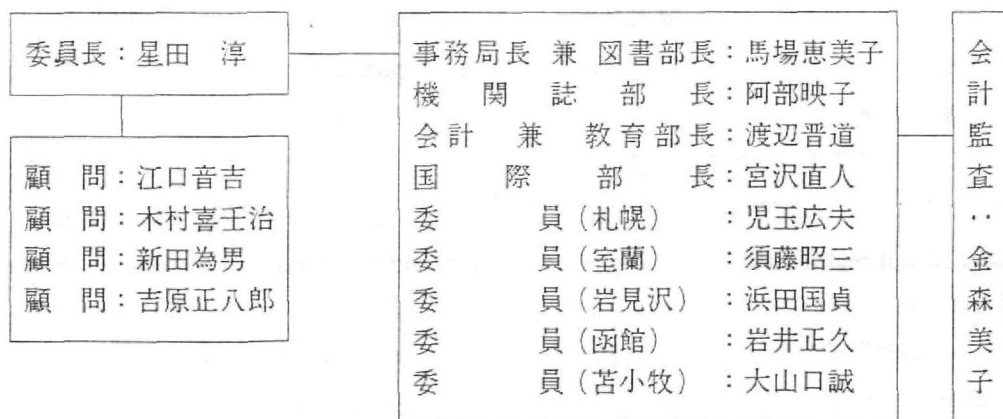 委員長：星田　淳
顧　問：江口音吉
顧　問：木村喜壬治
顧　問：新田為男
顧　問：吉原正八郎
事務局長 兼 図書部長：馬場恵美子
機関誌部長：阿部映子
会計 兼 教育部長：渡辺晋道
国際部長：宮沢直人
委員（札幌）：児玉広夫
委員（室蘭）：須藤昭三
委員（岩見沢）：浜田国貞
委員（函館）：岩井正久
委員（苫小牧）：大山口誠
会計監査：金森美子